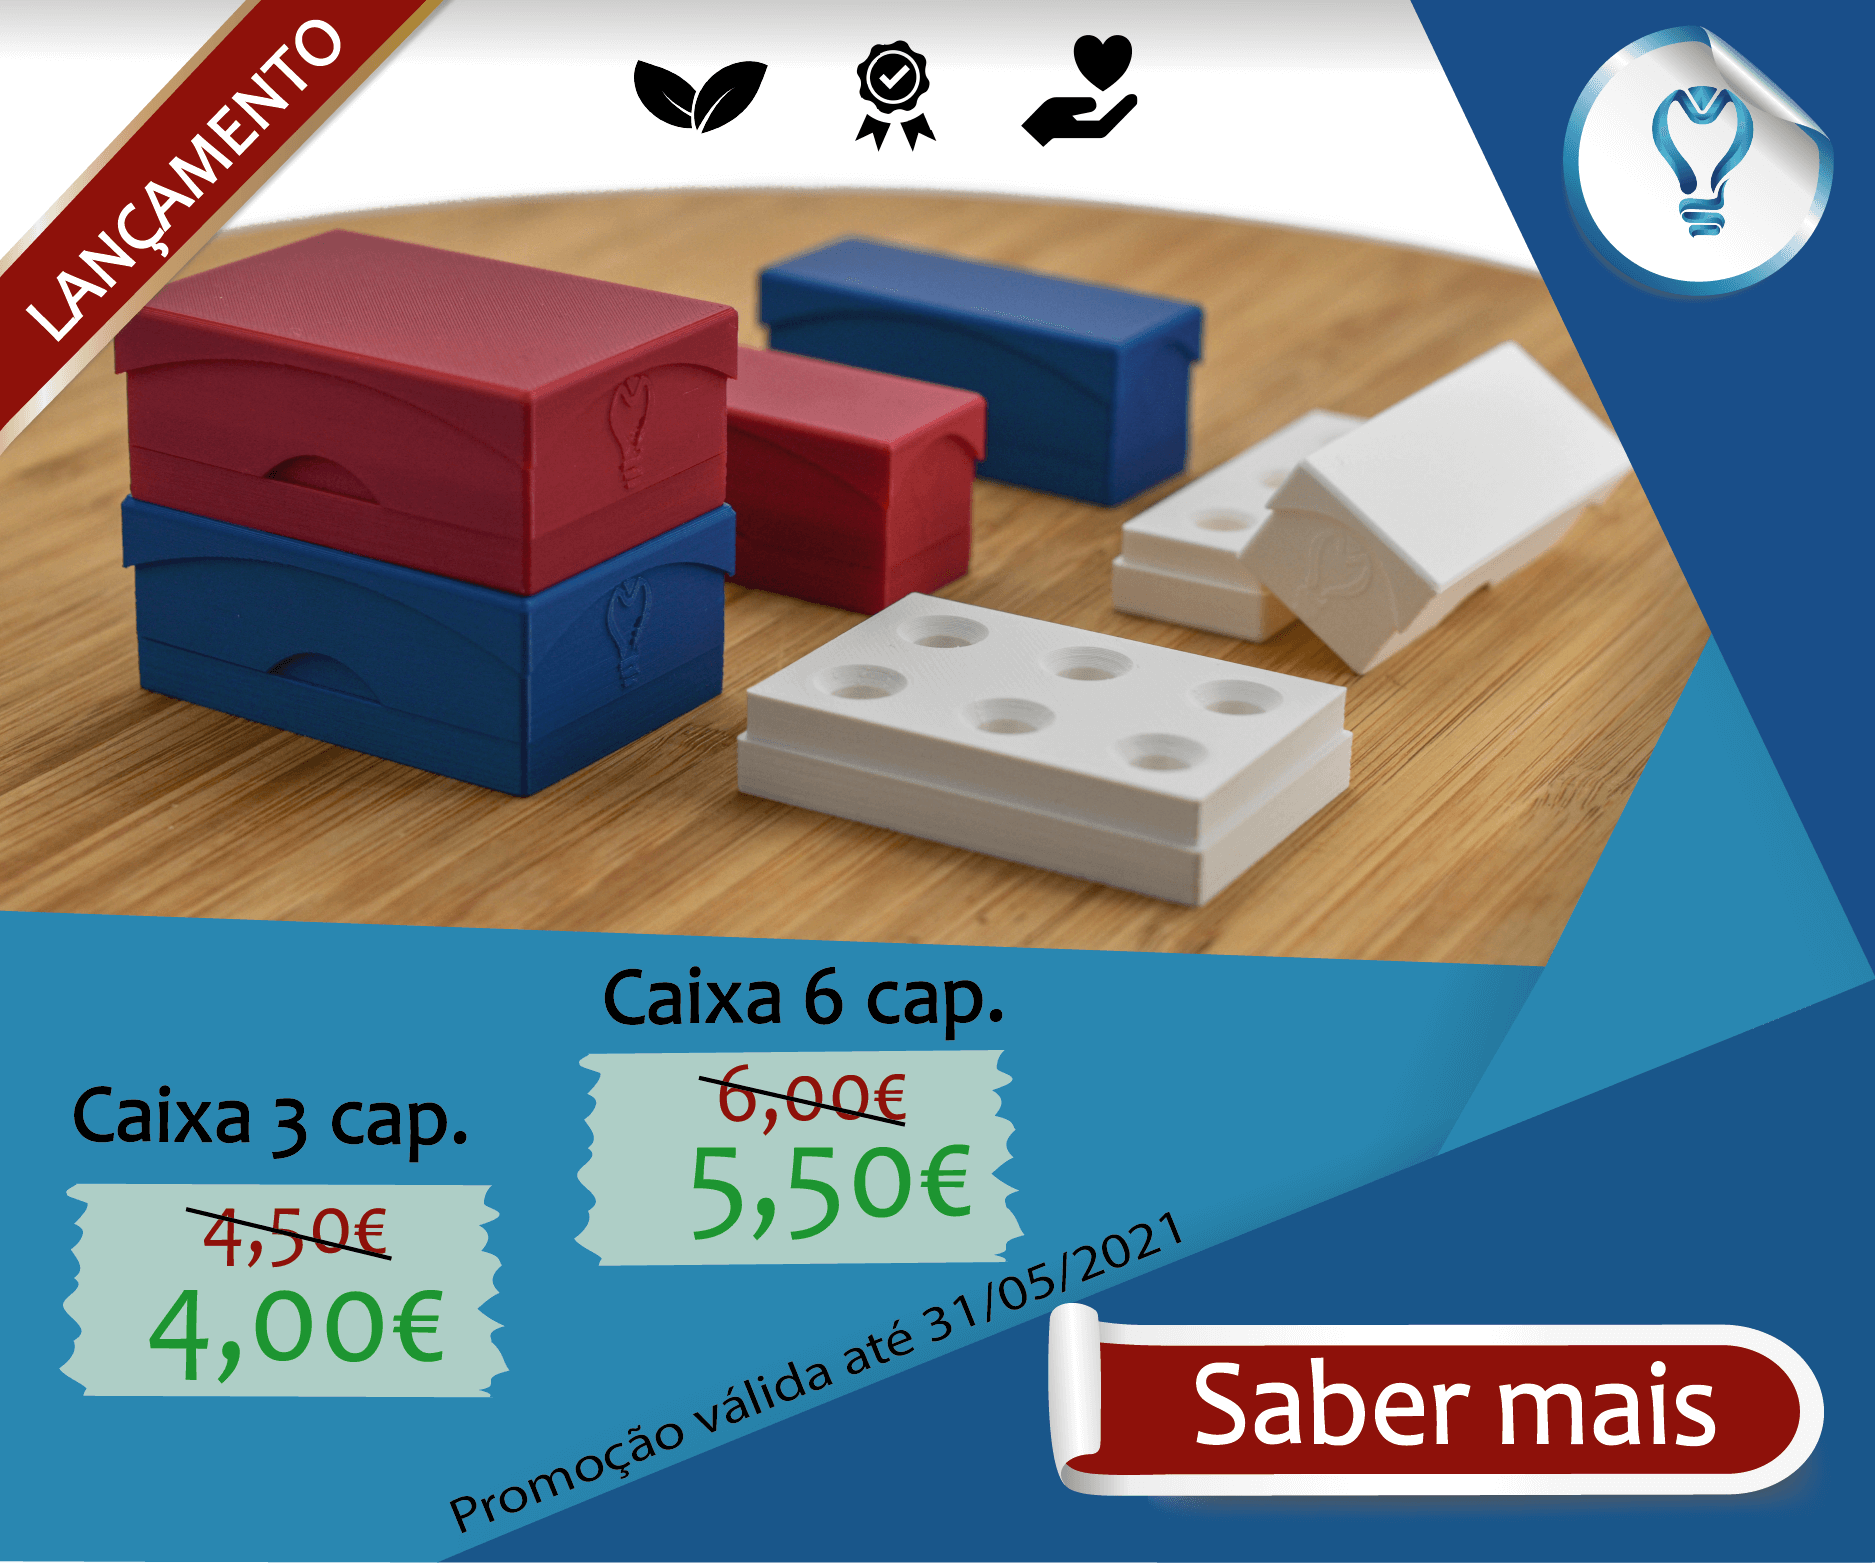 LANÇAMENTO
Caixa 6 cap.
6,00€
5,50€
Caixa 3 cap.
4,50€
4,00€
Promoção válida até 31/05/2021
Saber mais